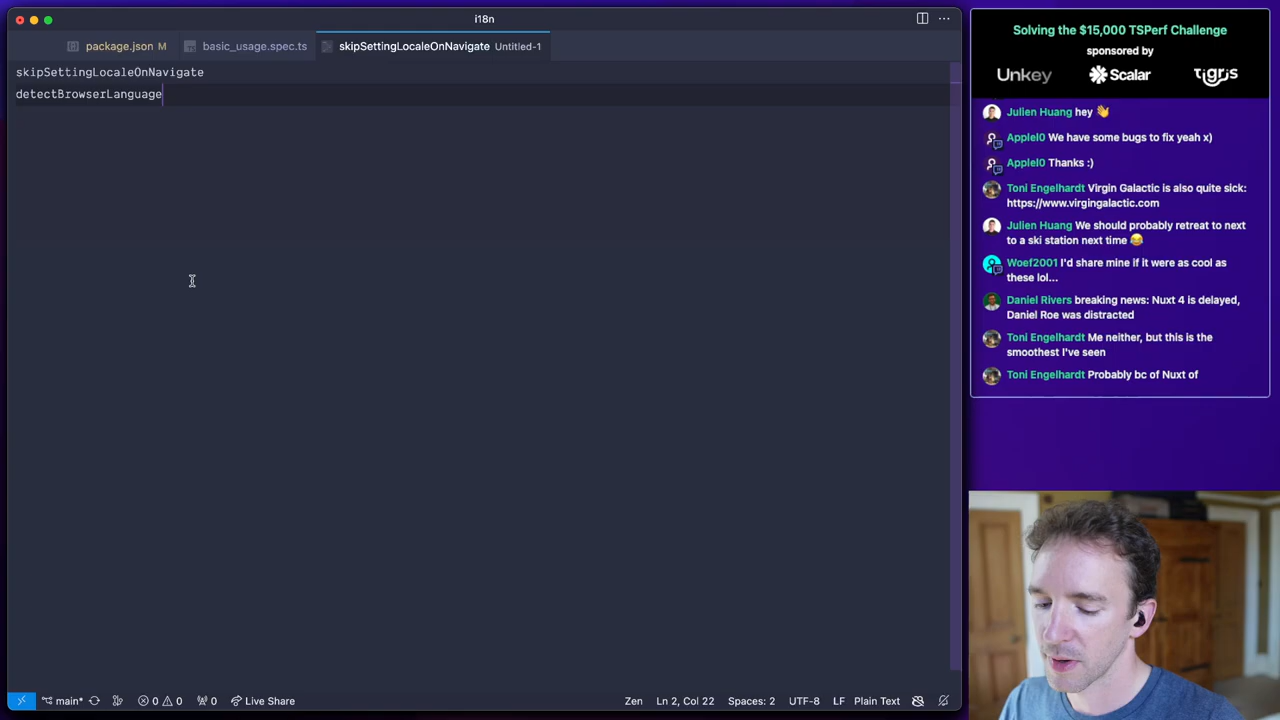 i18n
package.json M
basic_usage.spec.ts
skipSettingLocaleOnNavigate Untitled-1
skipSettingLocaleOnNavigate
detectBrowserLanguage
main*
0 0
0
Live Share
Zen
Ln 2, Col 22
Spaces: 2
UTF-8
LF
Plain Text
Solving the $15,000 TSPerf Challenge
sponsored by
Unkey
Scalar
tigris
Julien Huang hey 👋
Applel0 We have some bugs to fix yeah x)
Applel0 Thanks :)
Toni Engelhardt Virgin Galactic is also quite sick:
https://www.virgingalactic.com
Julien Huang We should probably retreat to next
to a ski station next time 😂
Woef2001 I'd share mine if it were as cool as
these lol...
Daniel Rivers breaking news: Nuxt 4 is delayed,
Daniel Roe was distracted
Toni Engelhardt Me neither, but this is the
smoothest I've seen
Toni Engelhardt Probably bc of Nuxt of